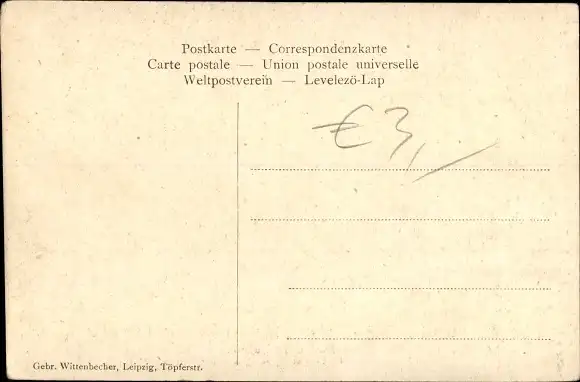 Postkarte — Correspondenzkarte
Carte postale — Union postale universelle
Weltpostverein — Levelező-Lap
€3,
Gebr. Wittenbecher, Leipzig, Töpferstr.